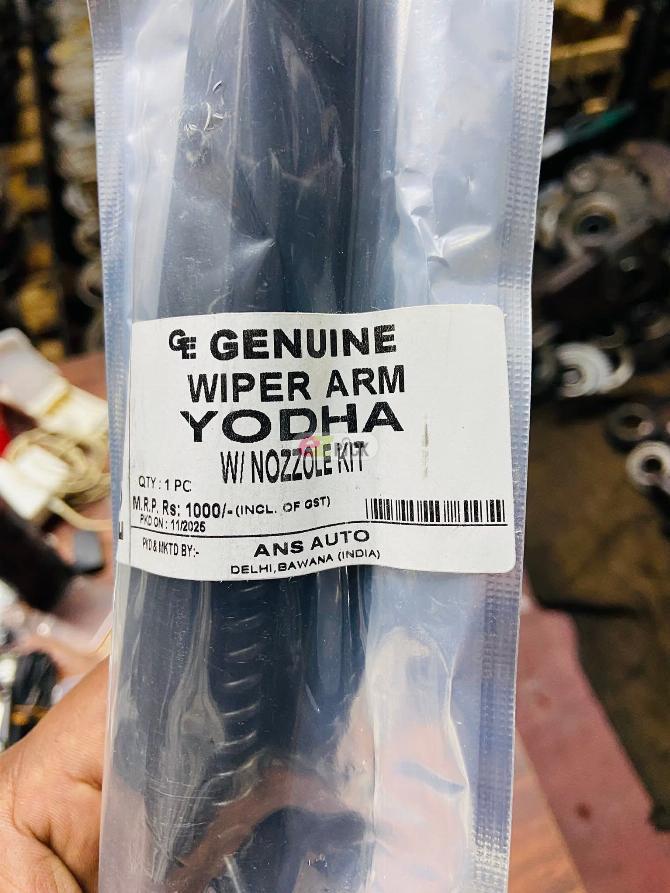 GE GENUINE
WIPER ARM
YODHA
W/ NOZZOLE KIT
QTY : 1 PC
M.R.P. Rs: 1000/- (INCL. OF GST)
PKD ON : 11/2025
PKD & MKTD BY:-
ANS AUTO
DELHI,BAWANA (INDIA)